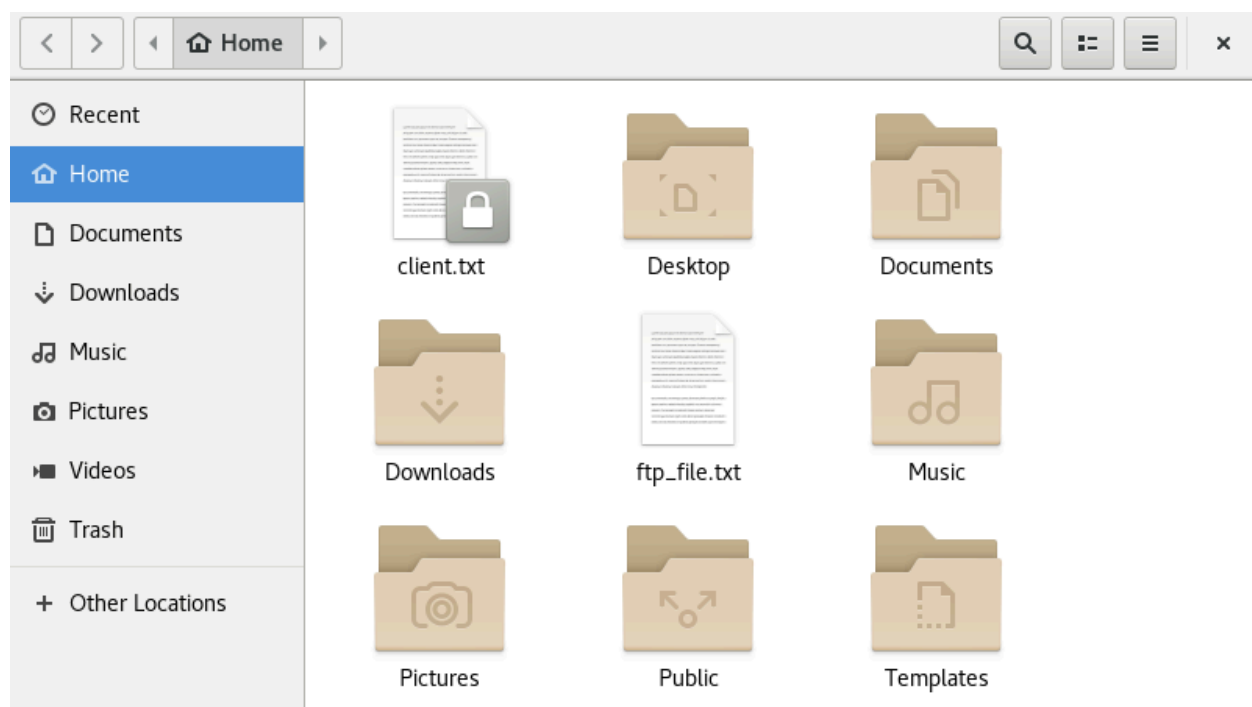 Home
Recent
Home
Documents
Downloads
Music
Pictures
Videos
Trash
Other Locations
client.txt
Desktop
Documents
Downloads
ftp_file.txt
Music
Pictures
Public
Templates